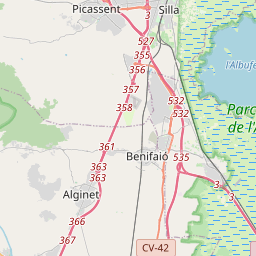 Picassent
Silla
3
527
355
356
l'Albufe
357
358
532
532
Parc
de l'A
361
Benifaió
535
363
363
3
3
Alginet
366
367
CV-42